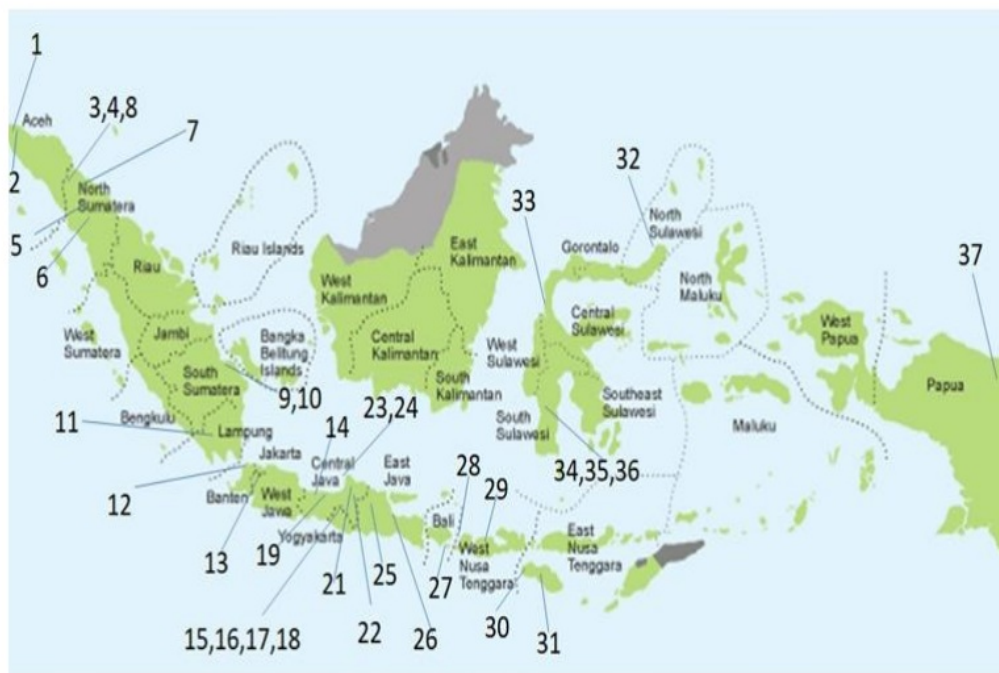 1
Aceh
3,4,8
7
2
North
Sumatera
5
6
Riau
Riau Islands
West
Sumatera
Jambi
South
Sumatera
Bangka
Belitung
Islands
Bengkulu
11
Lampung
9,10
12
Jakarta
Banten
West
Jawa
13
14
Central
Java
19
Yogyakarta
15,16,17,18
21
22
23,24
East
Java
25
26
Bali
27
28
29
West
Nusa
Tenggara
30
31
East
Nusa
Tenggara
West
Kalimantan
Central
Kalimantan
South
Kalimantan
East
Kalimantan
33
32
Gorontalo
North
Sulawesi
Central
Sulawesi
West
Sulawesi
South
Sulawesi
Southeast
Sulawesi
34,35,36
North
Maluku
Maluku
West
Papua
37
Papua